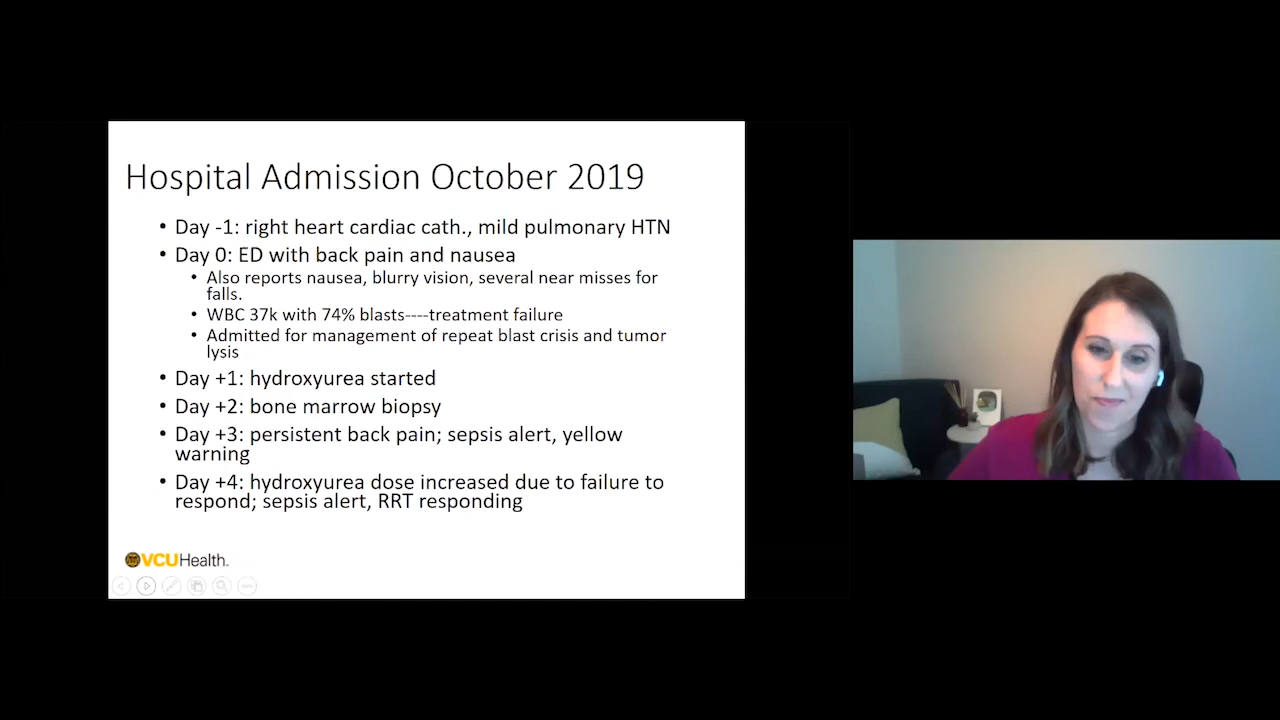 Hospital Admission October 2019
• Day -1: right heart cardiac cath., mild pulmonary HTN
• Day 0: ED with back pain and nausea
• Also reports nausea, blurry vision, several near misses for
falls.
• WBC 37k with 74% blasts----treatment failure
• Admitted for management of repeat blast crisis and tumor
lysis
• Day +1: hydroxyurea started
• Day +2: bone marrow biopsy
• Day +3: persistent back pain; sepsis alert, yellow
warning
• Day +4: hydroxyurea dose increased due to failure to
respond; sepsis alert, RRT responding
VCUHealth.